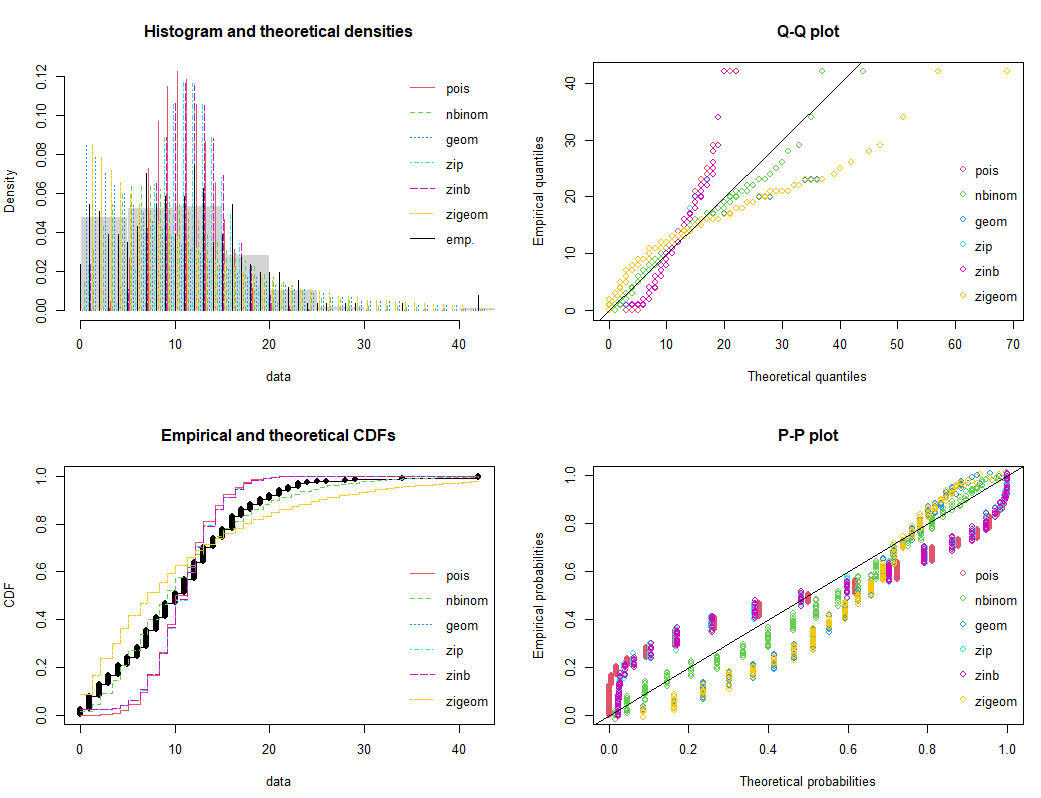 Histogram and theoretical densities
Density
0.00 0.02 0.04 0.06 0.08 0.10 0.12
pois
nbinom
geom
zip
zinb
zigeom
emp.
0 10 20 30 40
data
Q-Q plot
Empirical quantiles
0 10 20 30 40
pois
nbinom
geom
zip
zinb
zigeom
0 10 20 30 40 50 60 70
Theoretical quantiles
Empirical and theoretical CDFs
CDF
0.0 0.2 0.4 0.6 0.8 1.0
pois
nbinom
geom
zip
zinb
zigeom
0 10 20 30 40
data
P-P plot
Empirical probabilities
0.0 0.2 0.4 0.6 0.8 1.0
pois
nbinom
geom
zip
zinb
zigeom
0.0 0.2 0.4 0.6 0.8 1.0
Theoretical probabilities